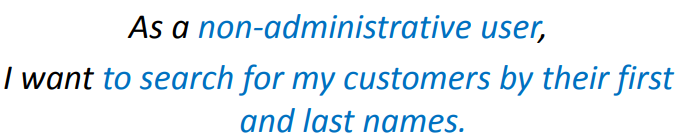 As a non-administrative user,
I want to search for my customers by their first
and last names.